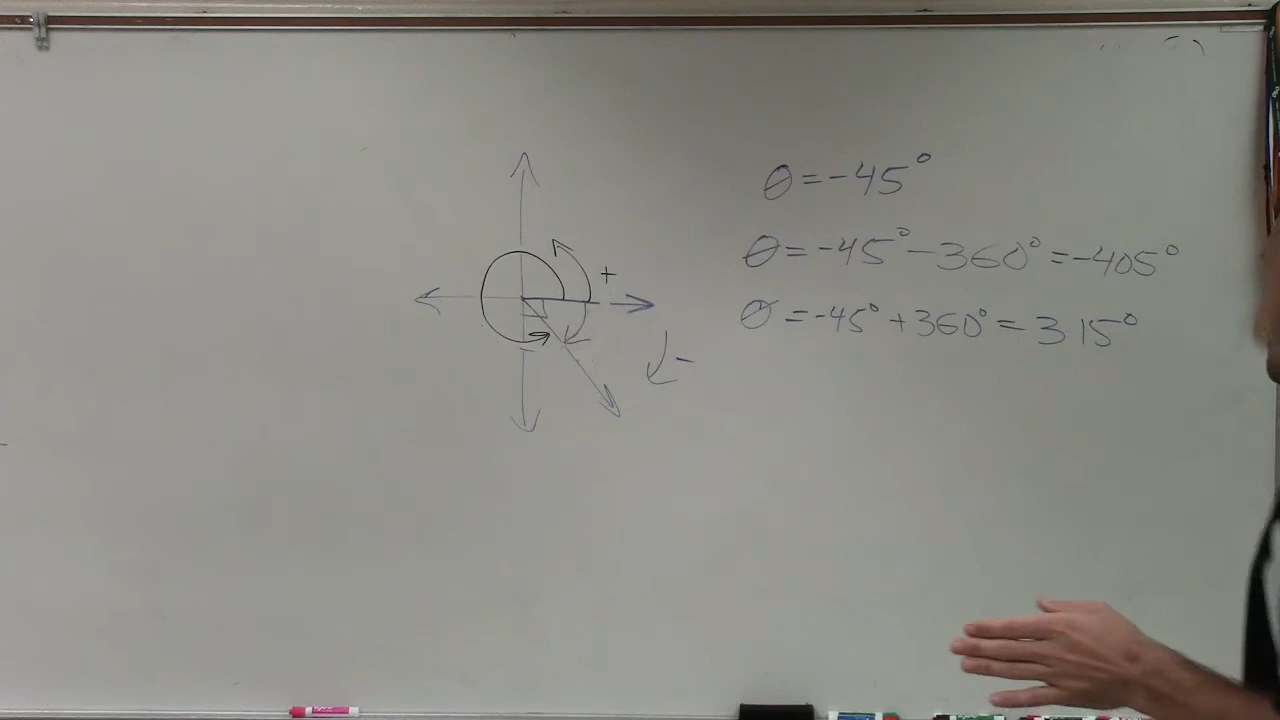 θ = -45°
θ = -45° - 360° = -405°
θ = -45° + 360° = 315°
+
-